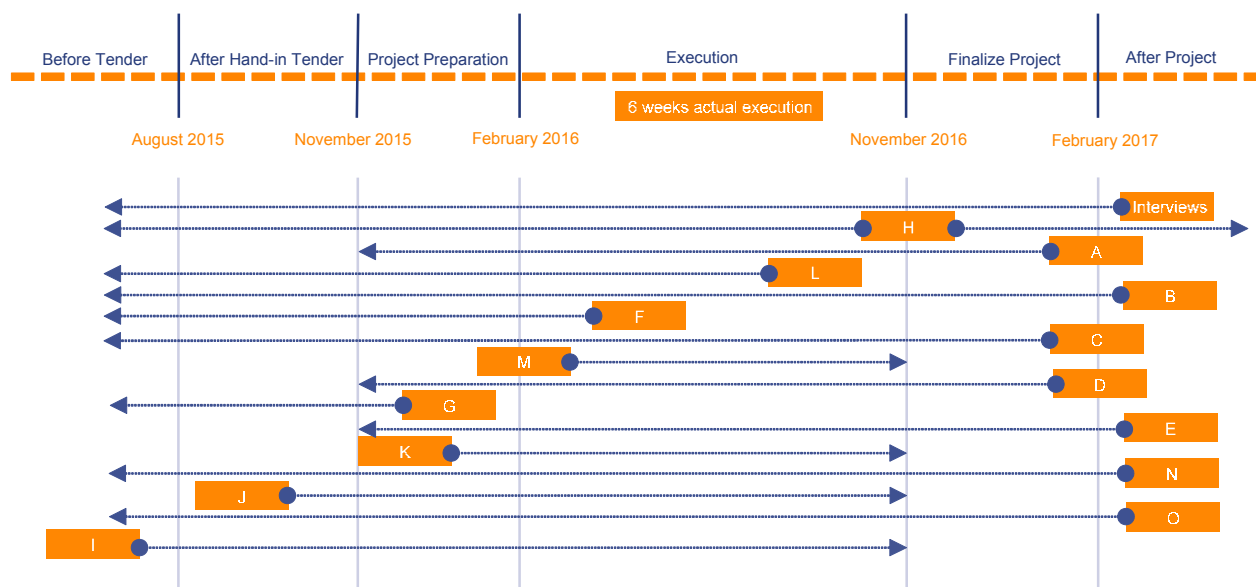 Before Tender
After Hand-in Tender
Project Preparation
Execution
Finalize Project
After Project
6 weeks actual execution
August 2015
November 2015
February 2016
November 2016
February 2017
Interviews
H
A
L
B
F
C
M
D
G
E
K
N
J
O
I